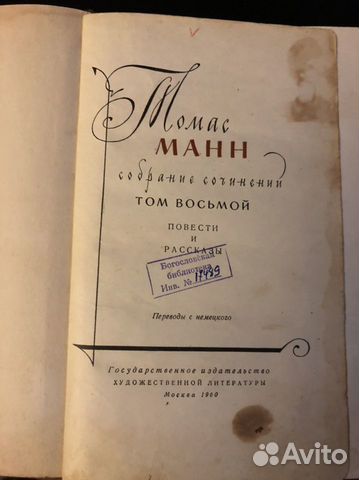 Томас
МАНН
собрание сочинений
ТОМ ВОСЬМОЙ
ПОВЕСТИ
И
РАССКАЗЫ
Богословская
библиотека
Инв. №
Переводы с немецкого
Государственное издательство
ХУДОЖЕСТВЕННОЙ ЛИТЕРАТУРЫ
Москва 1960
Avito